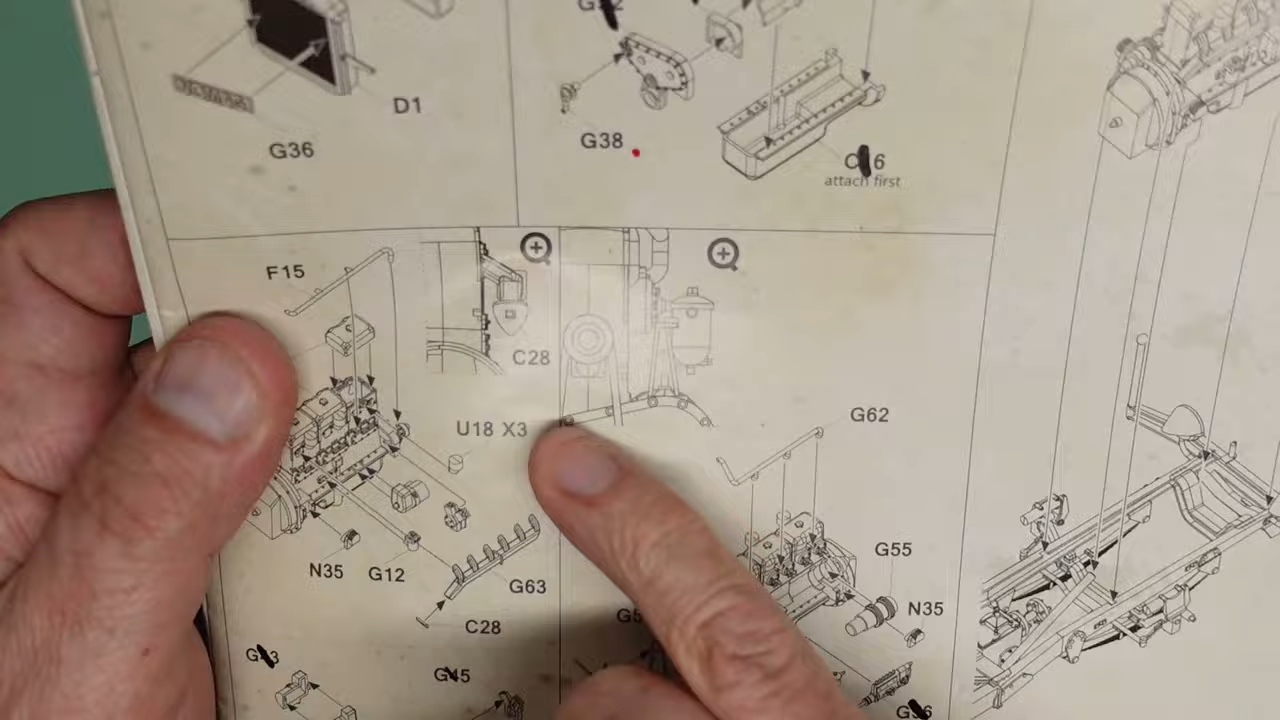 D1
G36
G38
attach first
F15
C28
U18 X3
G62
N35
G12
G63
C28
G55
N35
G45